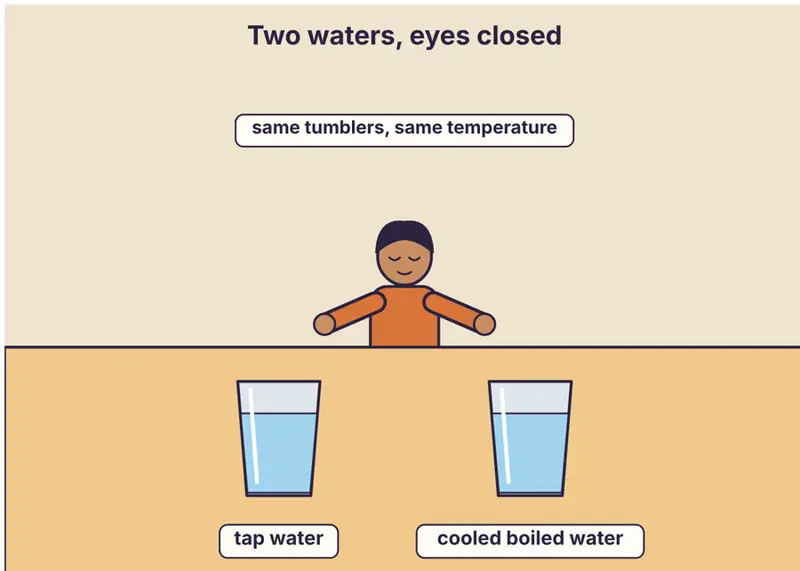 Two waters, eyes closed
same tumblers, same temperature
tap water
cooled boiled water